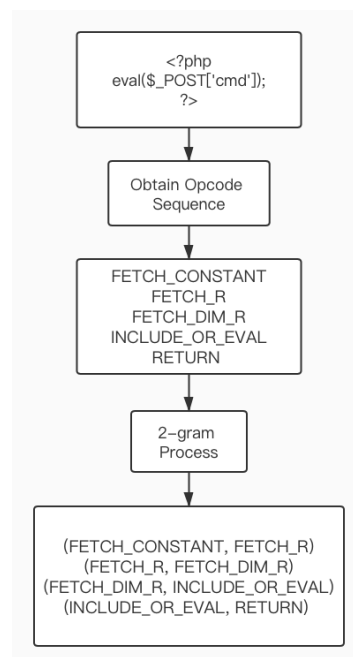 <?php
eval($_POST['cmd']);
?>
Obtain Opcode
Sequence
FETCH_CONSTANT
FETCH_R
FETCH_DIM_R
INCLUDE_OR_EVAL
RETURN
2-gram
Process
(FETCH_CONSTANT, FETCH_R)
(FETCH_R, FETCH_DIM_R)
(FETCH_DIM_R, INCLUDE_OR_EVAL)
(INCLUDE_OR_EVAL, RETURN)